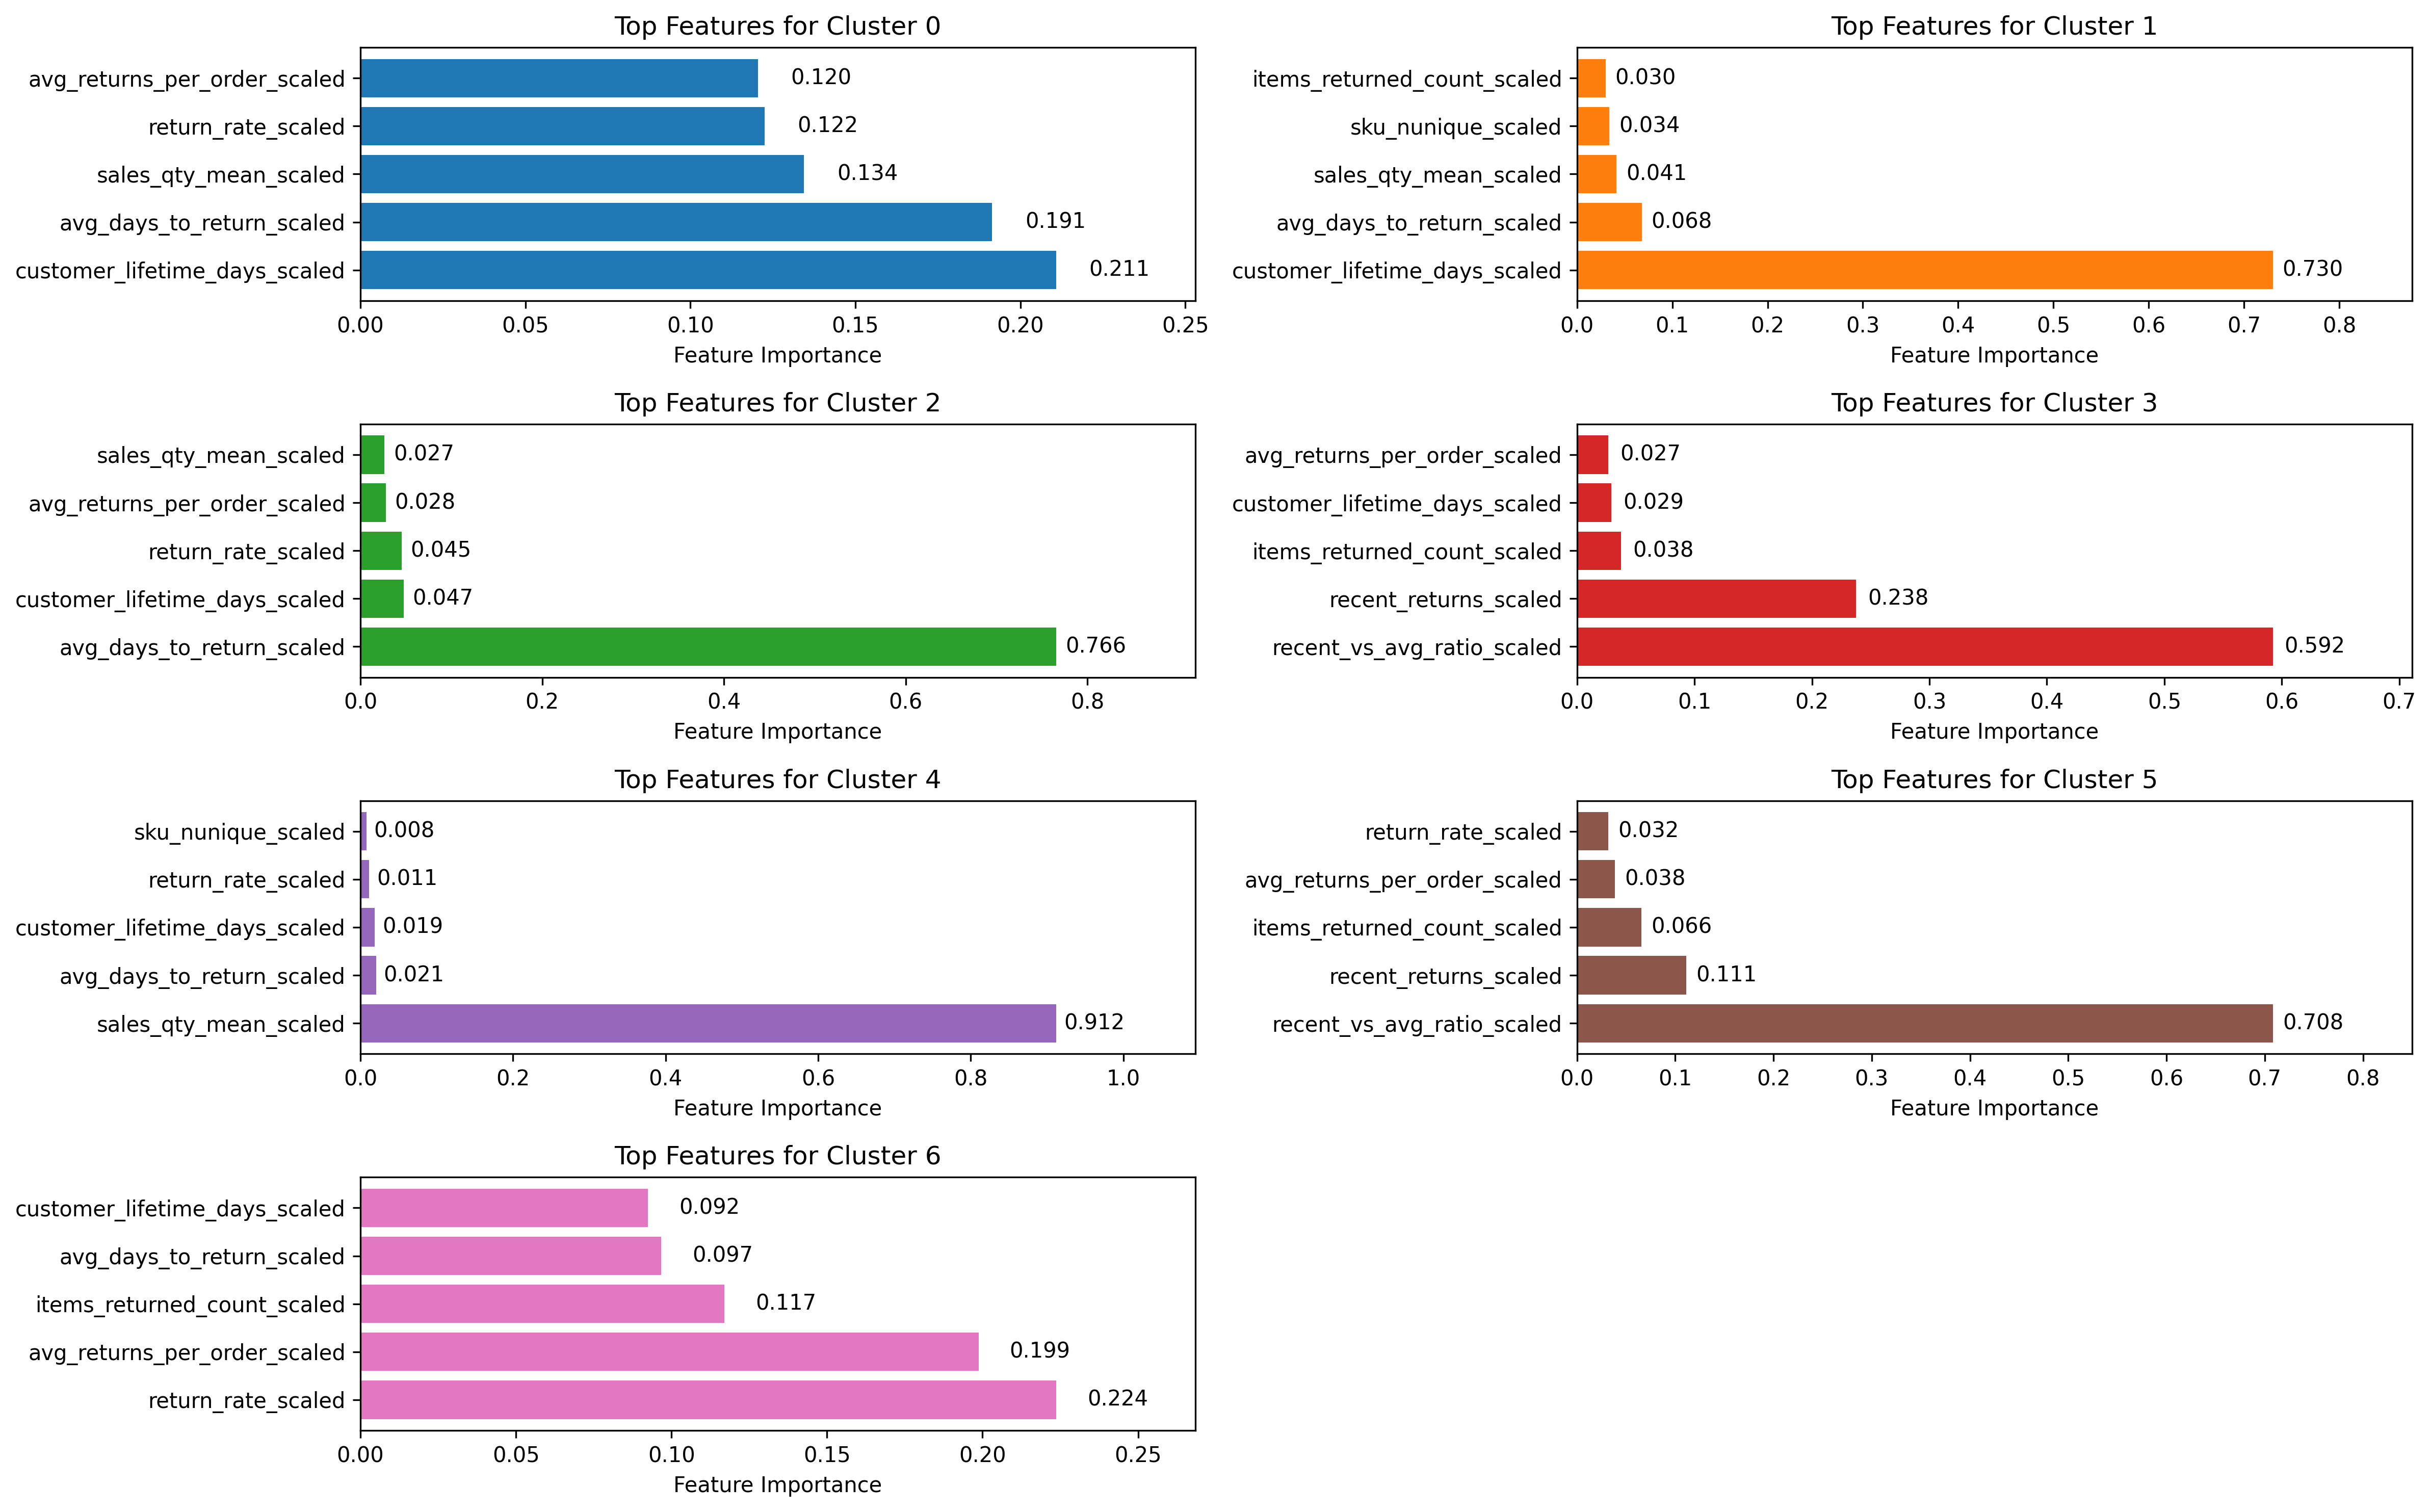 Top Features for Cluster 0
avg_returns_per_order_scaled 0.120
return_rate_scaled 0.122
sales_qty_mean_scaled 0.134
avg_days_to_return_scaled 0.191
customer_lifetime_days_scaled 0.211
0.00 0.05 0.10 0.15 0.20 0.25
Feature Importance
Top Features for Cluster 1
items_returned_count_scaled 0.030
sku_nunique_scaled 0.034
sales_qty_mean_scaled 0.041
avg_days_to_return_scaled 0.068
customer_lifetime_days_scaled 0.730
0.0 0.1 0.2 0.3 0.4 0.5 0.6 0.7 0.8
Feature Importance
Top Features for Cluster 2
sales_qty_mean_scaled 0.027
avg_returns_per_order_scaled 0.028
return_rate_scaled 0.045
customer_lifetime_days_scaled 0.047
avg_days_to_return_scaled 0.766
0.0 0.2 0.4 0.6 0.8
Feature Importance
Top Features for Cluster 3
avg_returns_per_order_scaled 0.027
customer_lifetime_days_scaled 0.029
items_returned_count_scaled 0.038
recent_returns_scaled 0.238
recent_vs_avg_ratio_scaled 0.592
0.0 0.1 0.2 0.3 0.4 0.5 0.6 0.7
Feature Importance
Top Features for Cluster 4
sku_nunique_scaled 0.008
return_rate_scaled 0.011
customer_lifetime_days_scaled 0.019
avg_days_to_return_scaled 0.021
sales_qty_mean_scaled 0.912
0.0 0.2 0.4 0.6 0.8 1.0
Feature Importance
Top Features for Cluster 5
return_rate_scaled 0.032
avg_returns_per_order_scaled 0.038
items_returned_count_scaled 0.066
recent_returns_scaled 0.111
recent_vs_avg_ratio_scaled 0.708
0.0 0.1 0.2 0.3 0.4 0.5 0.6 0.7 0.8
Feature Importance
Top Features for Cluster 6
customer_lifetime_days_scaled 0.092
avg_days_to_return_scaled 0.097
items_returned_count_scaled 0.117
avg_returns_per_order_scaled 0.199
return_rate_scaled 0.224
0.00 0.05 0.10 0.15 0.20 0.25
Feature Importance